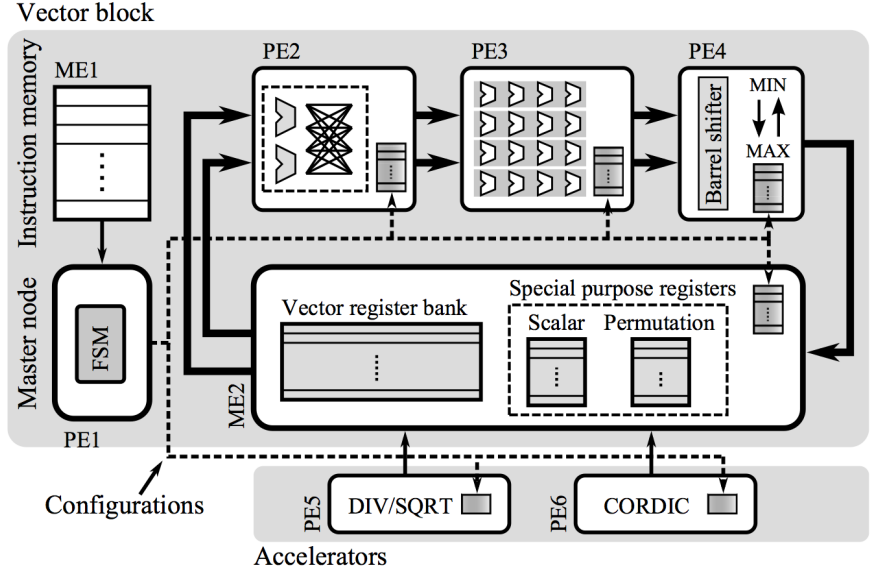 Vector block
Instruction memory
ME1
PE2
PE3
PE4
Barrel shifter
MIN
MAX
Master node
FSM
PE1
ME2
Vector register bank
Special purpose registers
Scalar
Permutation
Configurations
PE5
DIV/SQRT
PE6
CORDIC
Accelerators